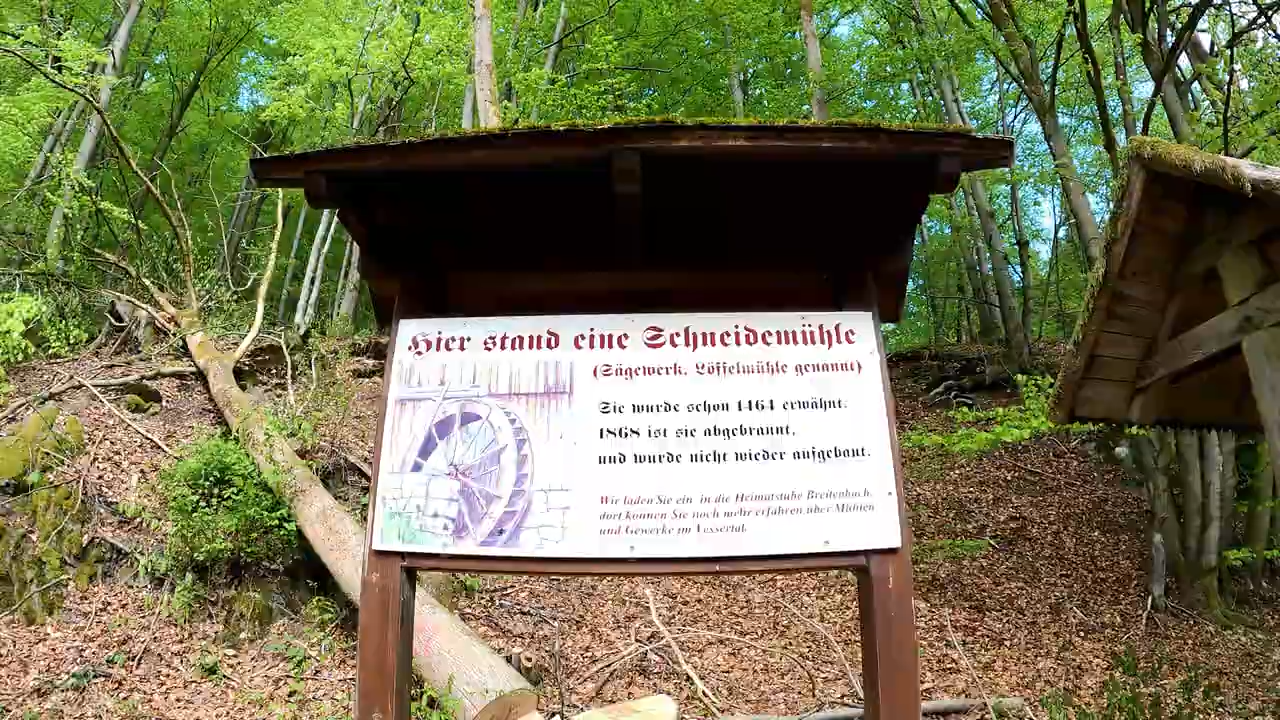 Hier stand eine Schneidemühle
(Sägewerk, Löffelmühle genannt)
Sie wurde schon 1464 erwähnt.
1868 ist sie abgebrannt,
und wurde nicht wieder aufgebaut.
Wir laden Sie ein in die Heimatstube Breitenbach,
dort können Sie noch mehr erfahren über Mühlen
und Gewerke im Vessertal.